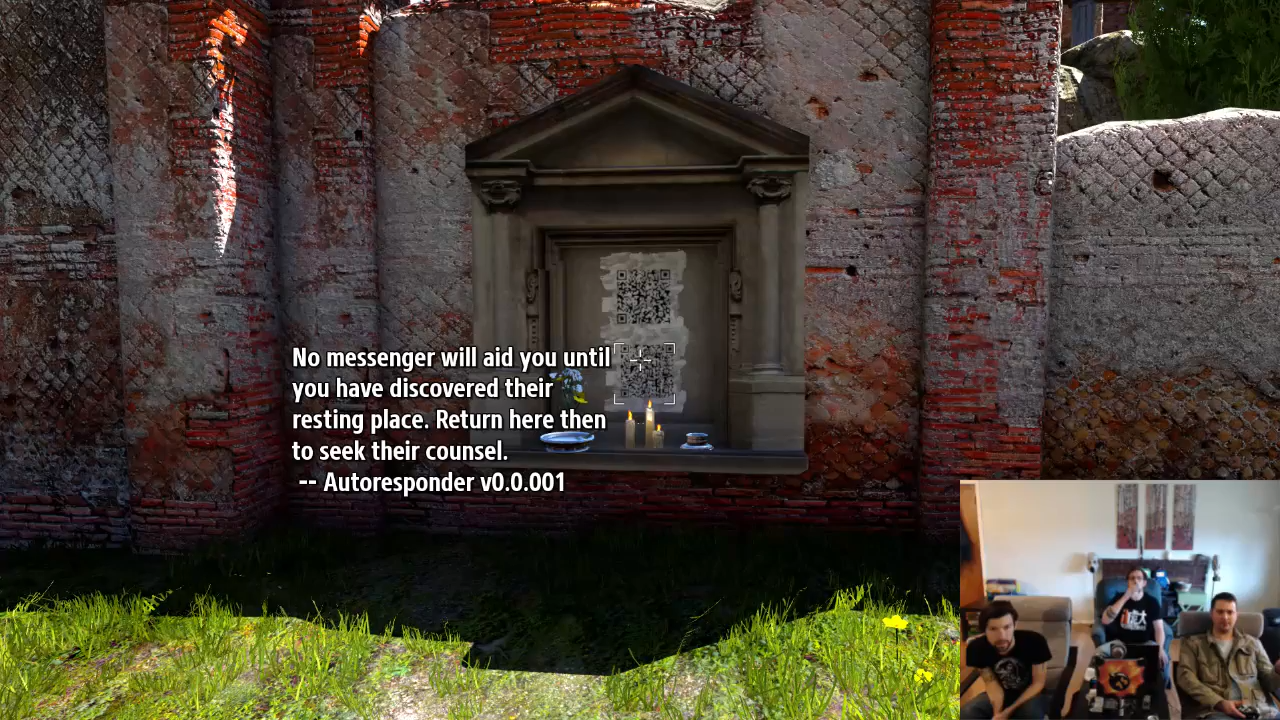 No messenger will aid you until
you have discovered their
resting place. Return here then
to seek their counsel.
-- Autoresponder v0.0.001